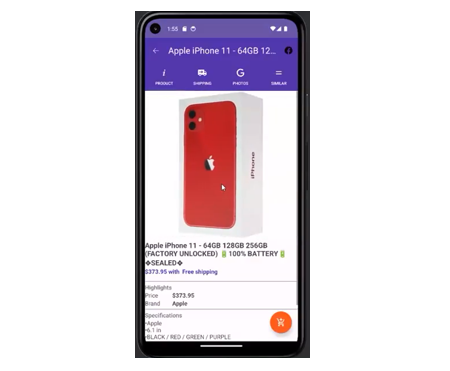 1:55
Apple iPhone 11 - 64GB 12...
PRODUCT
SHIPPING
PHOTOS
SIMILAR
iPhone
Apple iPhone 11 - 64GB 128GB 256GB
(FACTORY UNLOCKED) 🔋100% BATTERY🔋
❖SEALED❖
$373.95 with Free shipping
Highlights
Price $373.95
Brand Apple
Specifications
•Apple
•6.1 in
•BLACK / RED / GREEN / PURPLE